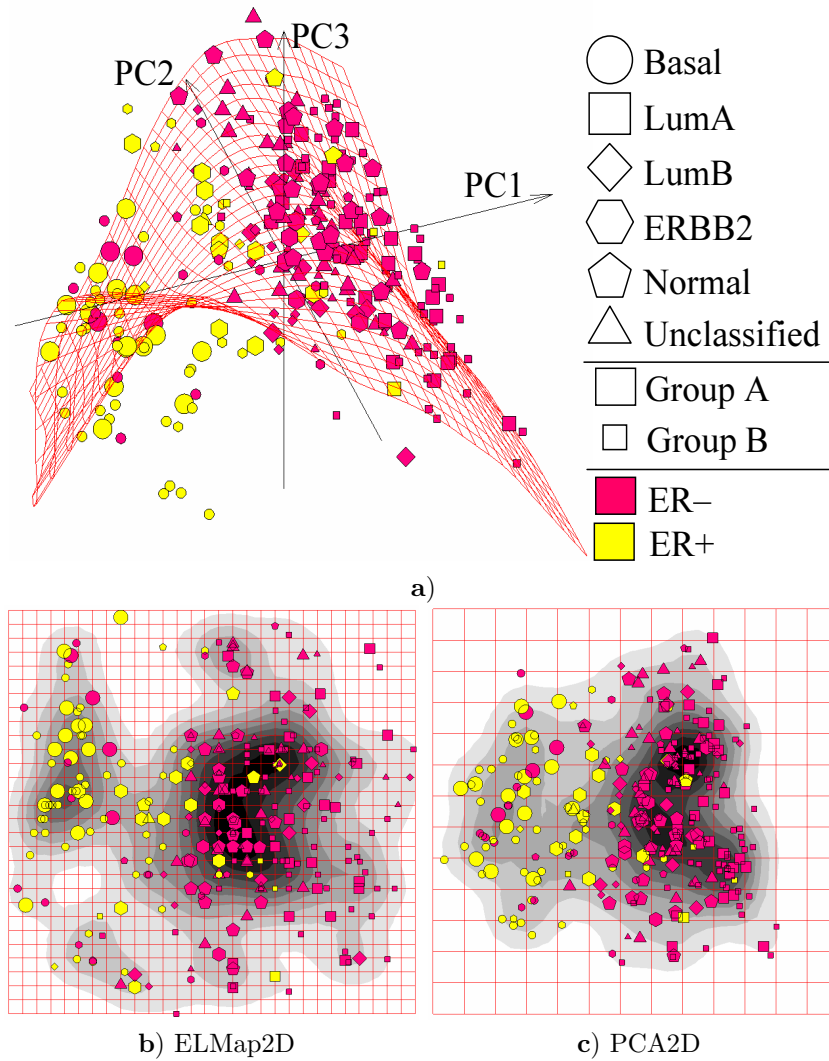 PC3
PC2
PC1
Basal
LumA
LumB
ERBB2
Normal
Unclassified
Group A
Group B
ER–
ER+
a)
b) ELMap2D
c) PCA2D